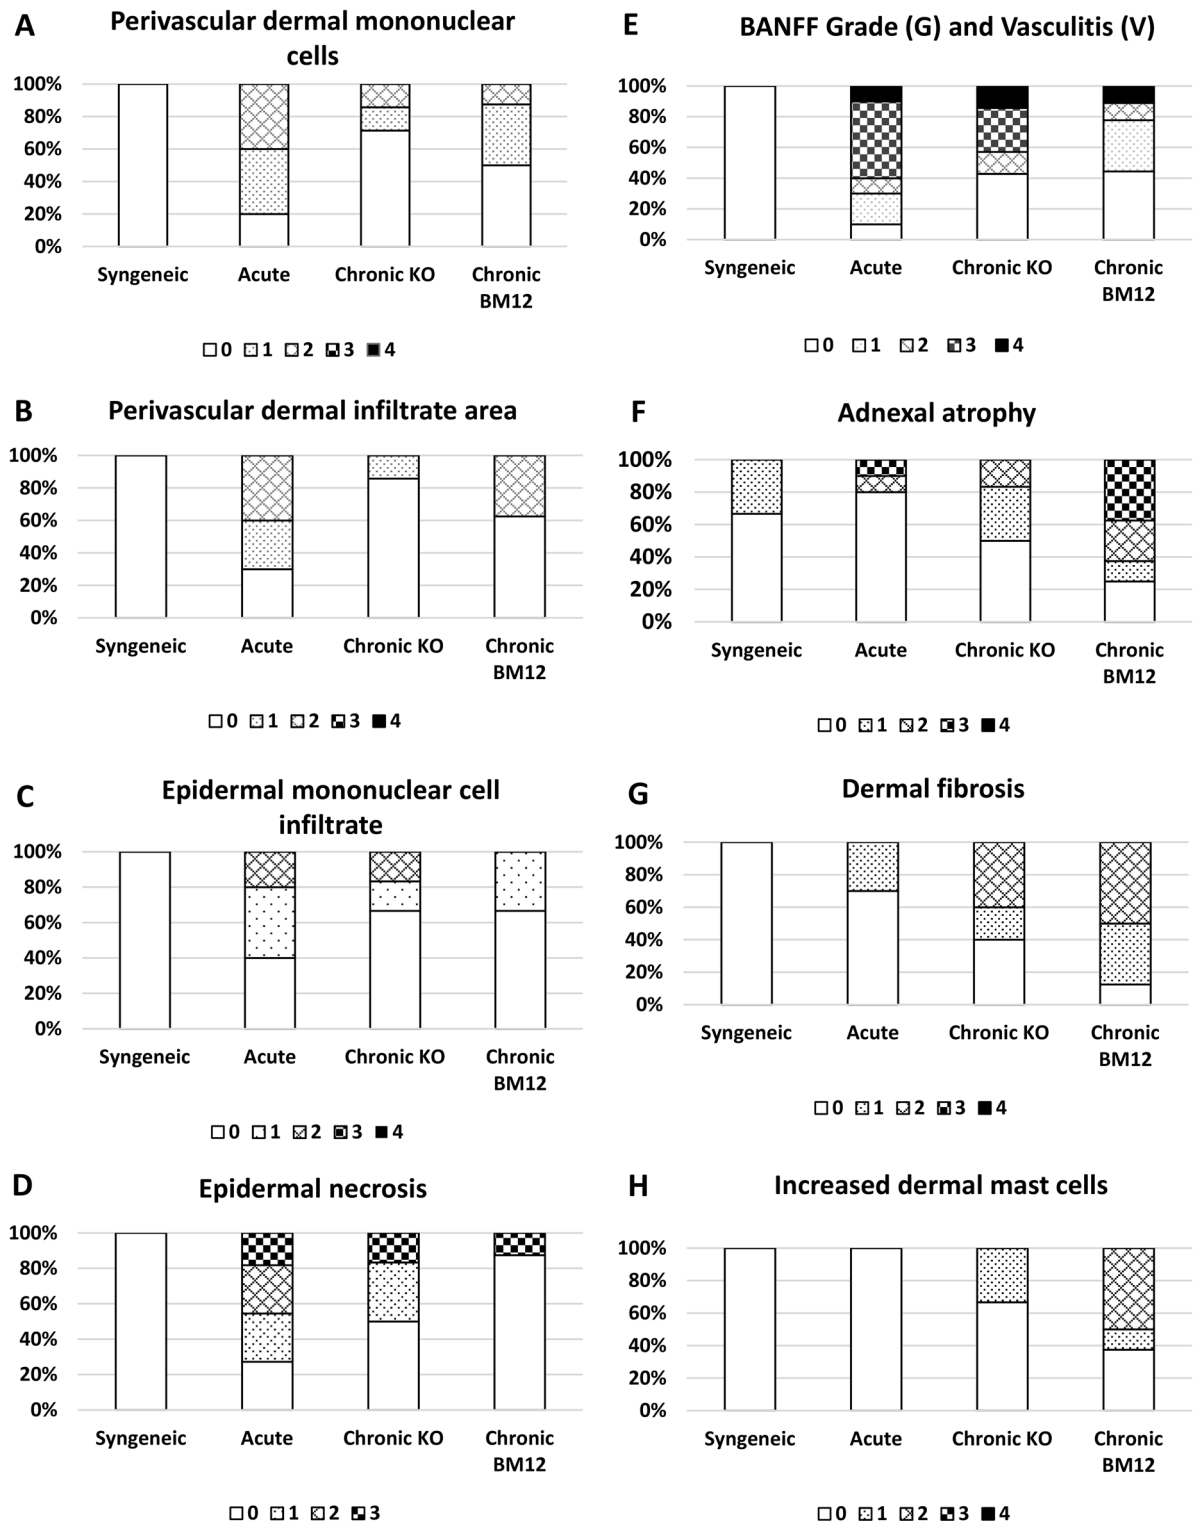 A
Perivascular dermal mononuclear
cells
100%
80%
60%
40%
20%
0%
Syngeneic
Acute
Chronic KO
Chronic
BM12
0 1 2 3 4
B
Perivascular dermal infiltrate area
100%
80%
60%
40%
20%
0%
Syngeneic
Acute
Chronic KO
Chronic
BM12
0 1 2 3 4
C
Epidermal mononuclear cell
infiltrate
100%
80%
60%
40%
20%
0%
Syngeneic
Acute
Chronic KO
Chronic
BM12
0 1 2 3 4
D
Epidermal necrosis
100%
80%
60%
40%
20%
0%
Syngeneic
Acute
Chronic KO
Chronic
BM12
0 1 2 3
E
BANFF Grade (G) and Vasculitis (V)
100%
80%
60%
40%
20%
0%
Syngeneic
Acute
Chronic KO
Chronic
BM12
0 1 2 3 4
F
Adnexal atrophy
100%
80%
60%
40%
20%
0%
Syngeneic
Acute
Chronic KO
Chronic
BM12
0 1 2 3 4
G
Dermal fibrosis
100%
80%
60%
40%
20%
0%
Syngeneic
Acute
Chronic KO
Chronic
BM12
0 1 2 3 4
H
Increased dermal mast cells
100%
80%
60%
40%
20%
0%
Syngeneic
Acute
Chronic KO
Chronic
BM12
0 1 2 3 4